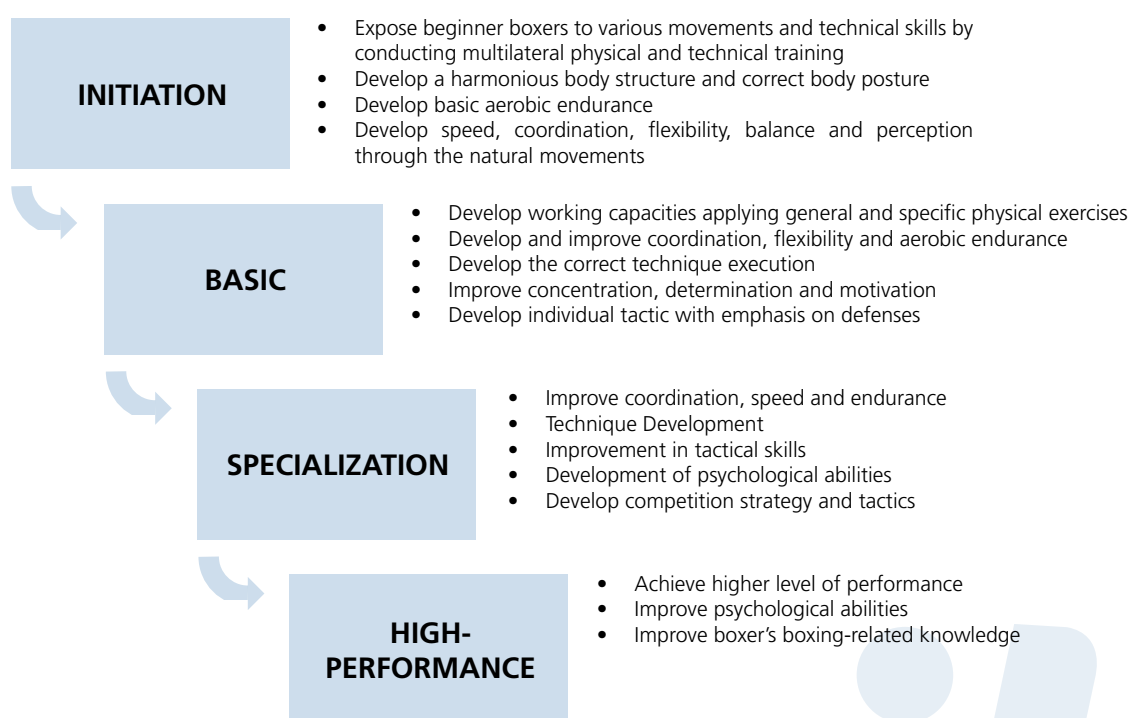 INITIATION
• Expose beginner boxers to various movements and technical skills by
conducting multilateral physical and technical training
• Develop a harmonious body structure and correct body posture
• Develop basic aerobic endurance
• Develop speed, coordination, flexibility, balance and perception
through the natural movements
BASIC
• Develop working capacities applying general and specific physical exercises
• Develop and improve coordination, flexibility and aerobic endurance
• Develop the correct technique execution
• Improve concentration, determination and motivation
• Develop individual tactic with emphasis on defenses
SPECIALIZATION
• Improve coordination, speed and endurance
• Technique Development
• Improvement in tactical skills
• Development of psychological abilities
• Develop competition strategy and tactics
HIGH-
PERFORMANCE
• Achieve higher level of performance
• Improve psychological abilities
• Improve boxer's boxing-related knowledge